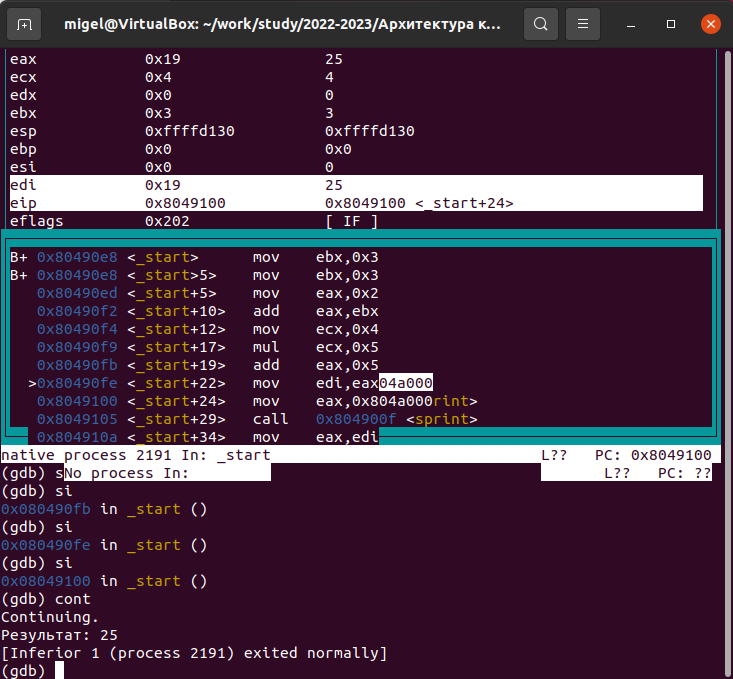 migel@VirtualBox: ~/work/study/2022-2023/Архитектура к...
eax 0x19 25
ecx 0x4 4
edx 0x0 0
ebx 0x3 3
esp 0xffffd130 0xffffd130
ebp 0x0 0x0
esi 0x0 0
edi 0x19 25
eip 0x8049100 0x8049100 <_start+24>
eflags 0x202 [ IF ]
B+ 0x80490e8 <_start> mov ebx,0x3
B+ 0x80490e8 <_start>5> mov ebx,0x3
0x80490ed <_start+5> mov eax,0x2
0x80490f2 <_start+10> add eax,ebx
0x80490f4 <_start+12> mov ecx,0x4
0x80490f9 <_start+17> mul ecx,0x5
0x80490fb <_start+19> add eax,0x5
>0x80490fe <_start+22> mov edi,eax04a000
0x8049100 <_start+24> mov eax,0x804a000rint>
0x8049105 <_start+29> call 0x804900f <sprint>
0x804910a <_start+34> mov eax,edi
native process 2191 In: _start L?? PC: 0x8049100
(gdb) sNo process In: L?? PC: ??
(gdb) si
0x080490fb in _start ()
(gdb) si
0x080490fe in _start ()
(gdb) si
0x08049100 in _start ()
(gdb) cont
Continuing.
Результат: 25
[Inferior 1 (process 2191) exited normally]
(gdb)